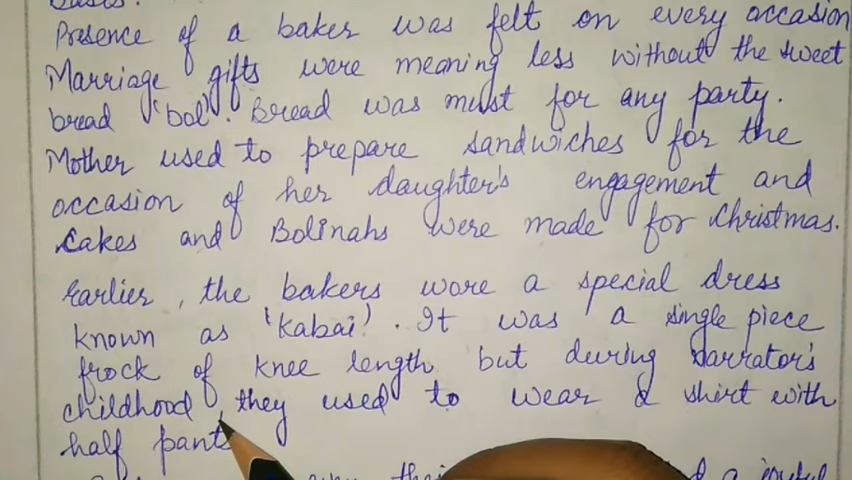 Presence of a baker was felt on every occasion
Marriage gifts were meaning less without the sweet
bread 'bol'. Bread was must for any party.
Mother used to prepare sandwiches for the
occasion of her daughter's engagement and
Cakes and Bolinahs were made for Christmas.
Earlier, the bakers wore a special dress
known as 'Kabai'. It was a single piece
frock of knee length but during narrator's
childhood, they used to wear a shirt with
half pants